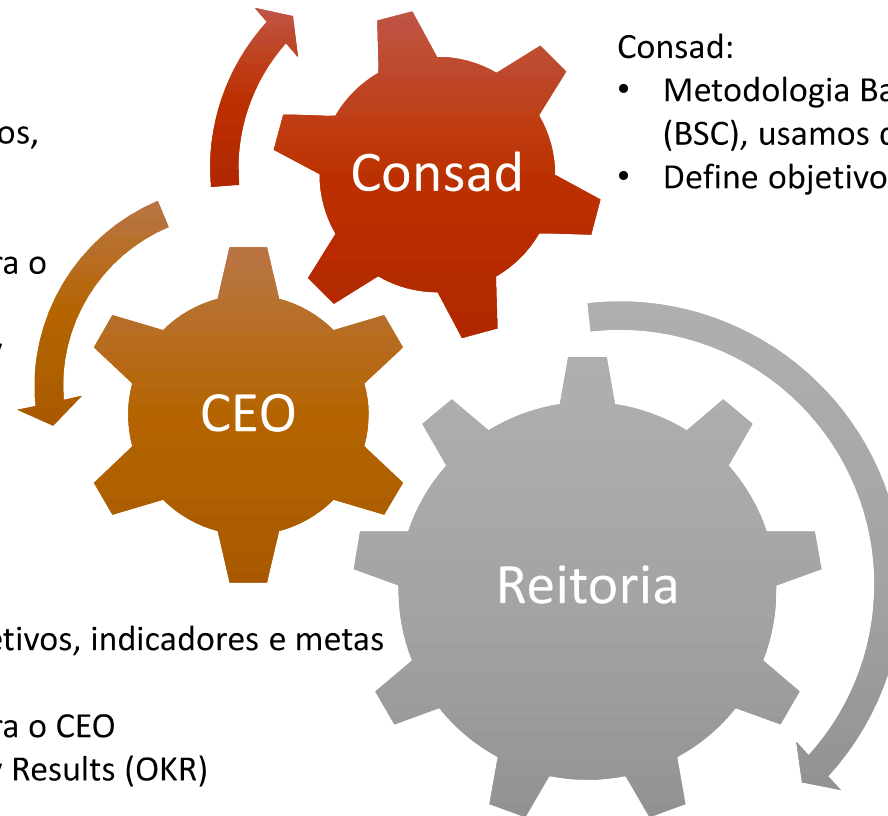 Consad:
• Metodologia Ba
(BSC), usamos
• Define objetivo
os,
ra o
Consad
CEO
Reitoria
etivos, indicadores e metas
ra o CEO
Results (OKR)